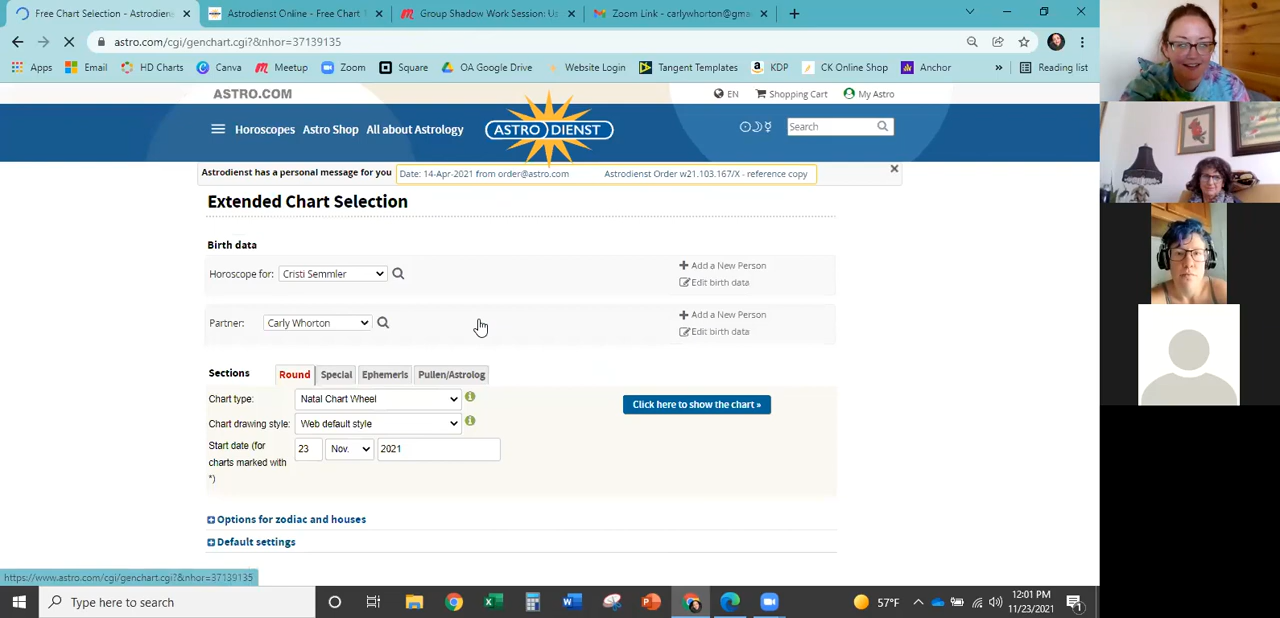 Free Chart Selection - Astrodiens
Astrodienst Online - Free Chart
Group Shadow Work Session: Us
Zoom Link - carlywhorton@gma
astro.com/cgi/genchart.cgi?&nhor=37139135
Apps Email HD Charts Canva Meetup Zoom Square OA Google Drive Website Login Tangent Templates KDP CK Online Shop Anchor » Reading list
ASTRO.COM EN Shopping Cart My Astro
Horoscopes Astro Shop All about Astrology ASTRO DIENST Search
Astrodienst has a personal message for you Date: 14-Apr-2021 from order@astro.com Astrodienst Order w21.103.167/X - reference copy
Extended Chart Selection
Birth data
Horoscope for: Cristi Semmler Add a New Person
Edit birth data
Partner: Carly Whorton Add a New Person
Edit birth data
Sections Round Special Ephemeris Pullen/Astrolog
Chart type: Natal Chart Wheel Click here to show the chart »
Chart drawing style: Web default style
Start date (for
charts marked with
*) 23 Nov. 2021
Options for zodiac and houses
Default settings
https://www.astro.com/cgi/genchart.cgi?&nhor=37139135
Type here to search 57°F 12:01 PM
11/23/2021